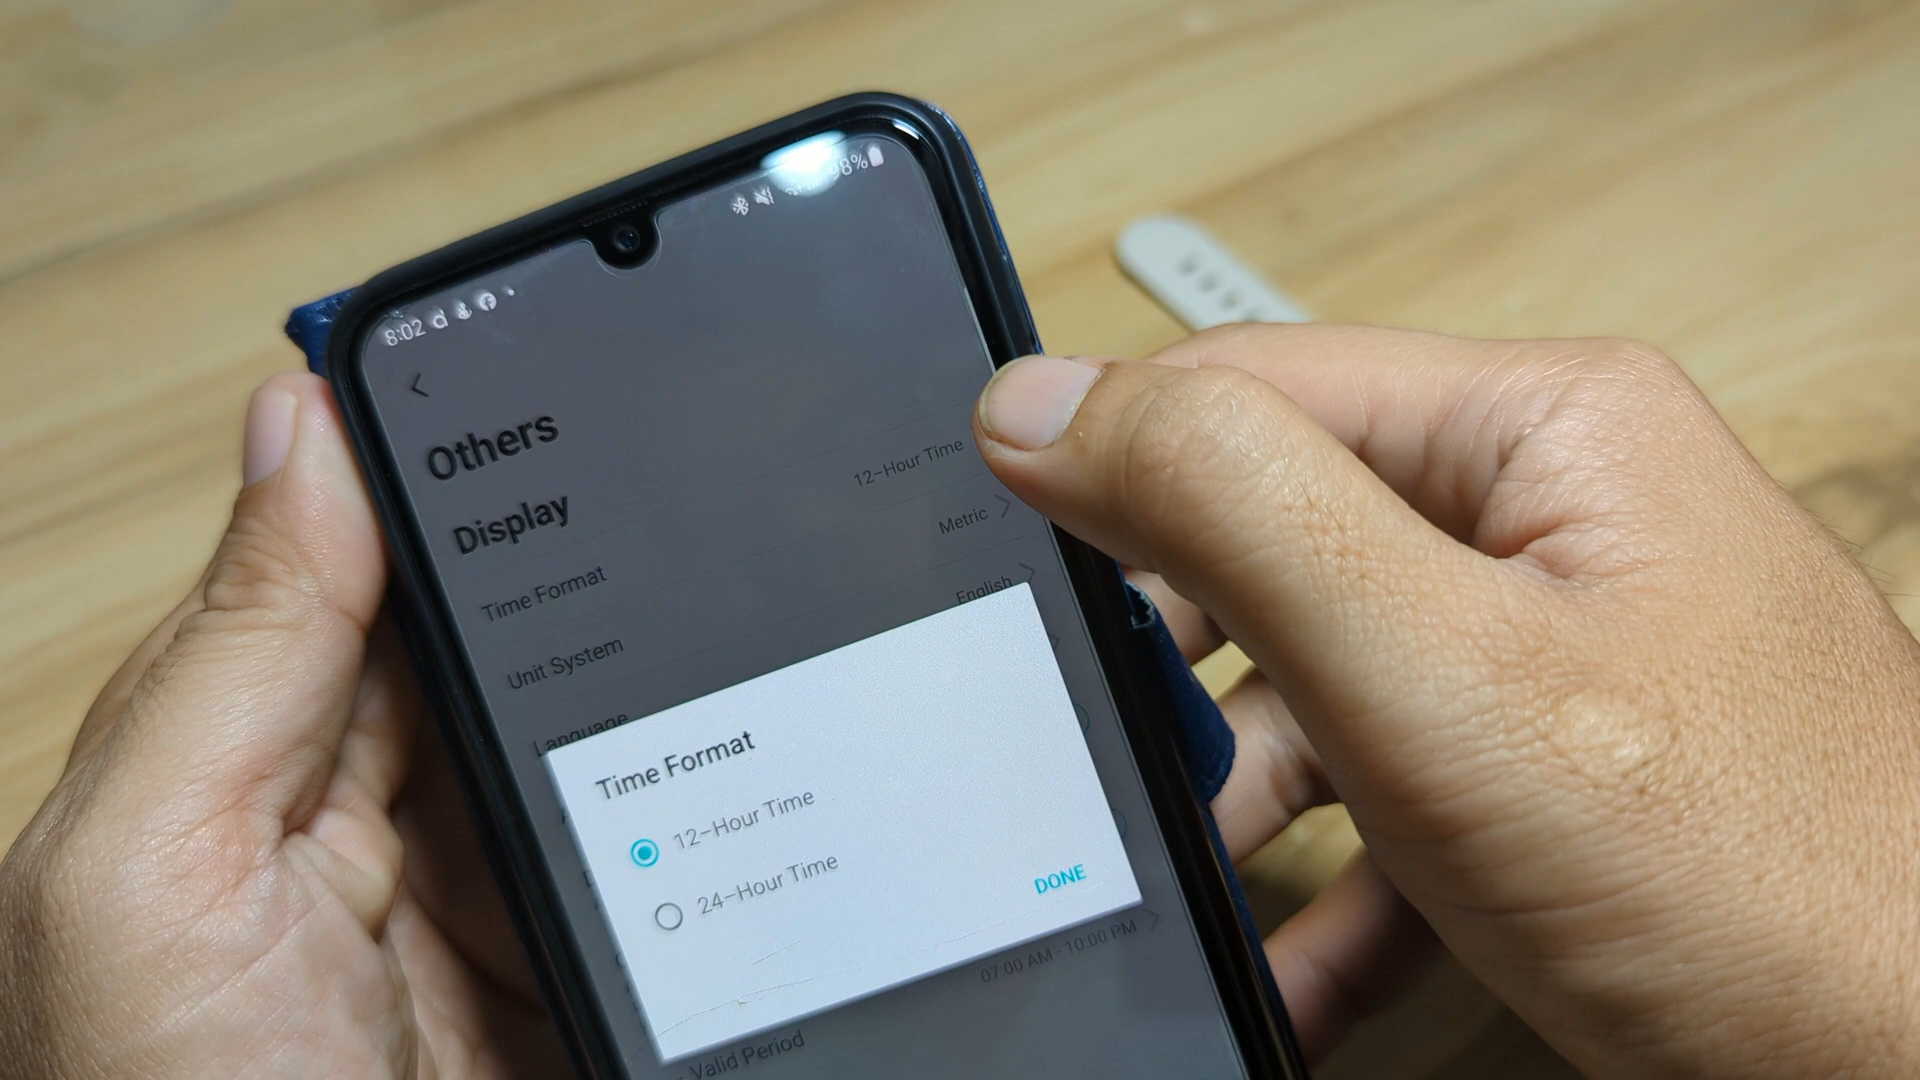 8:02
98%
Others
Display
Time Format
12-Hour Time
Unit System
Metric
Language
English
Time Format
12-Hour Time
24-Hour Time
DONE
07:00 AM - 10:00 PM
Valid Period